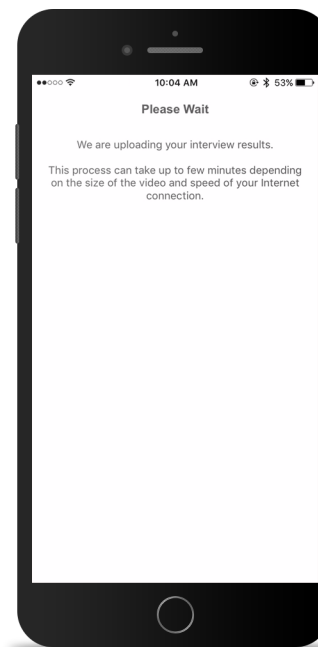 10:04 AM
53%
Please Wait
We are uploading your interview results.
This process can take up to few minutes depending
on the size of the video and speed of your Internet
connection.